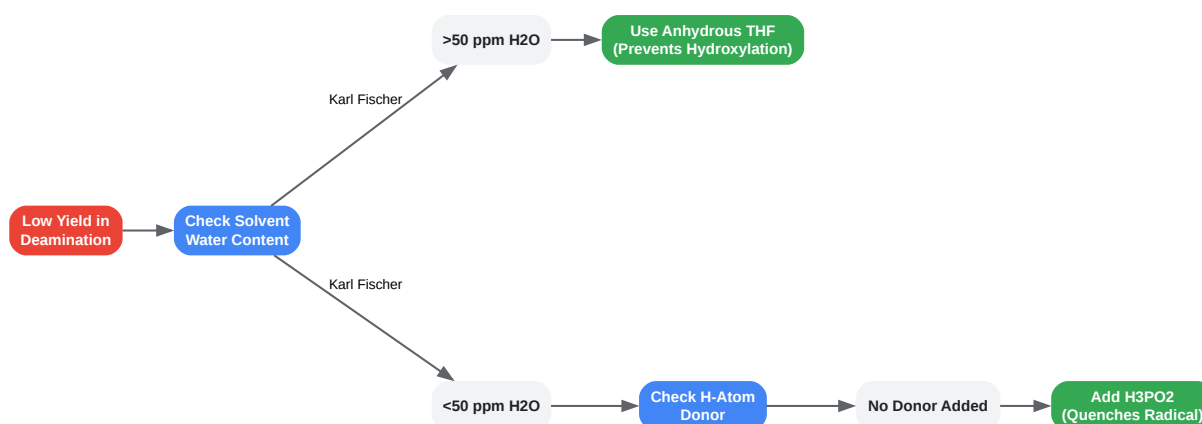 >50 ppm H2O
Use Anhydrous THF
(Prevents Hydroxylation)
Karl Fischer
Low Yield in
Deamination
Check Solvent
Water Content
Karl Fischer
<50 ppm H2O
Check H-Atom
Donor
No Donor Added
Add H3PO2
(Quenches Radical)